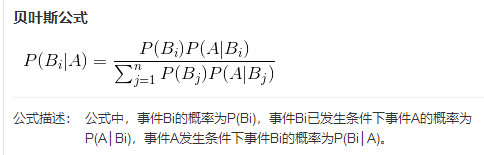 贝叶斯公式
P(B_i|A) = \frac{P(B_i)P(A|B_i)}{\sum_{j=1}^{n} P(B_j)P(A|B_j)}
公式描述： 公式中，事件Bi的概率为P(Bi)，事件Bi已发生条件下事件A的概率为
P(A│Bi)，事件A发生条件下事件Bi的概率为P(Bi│A)。